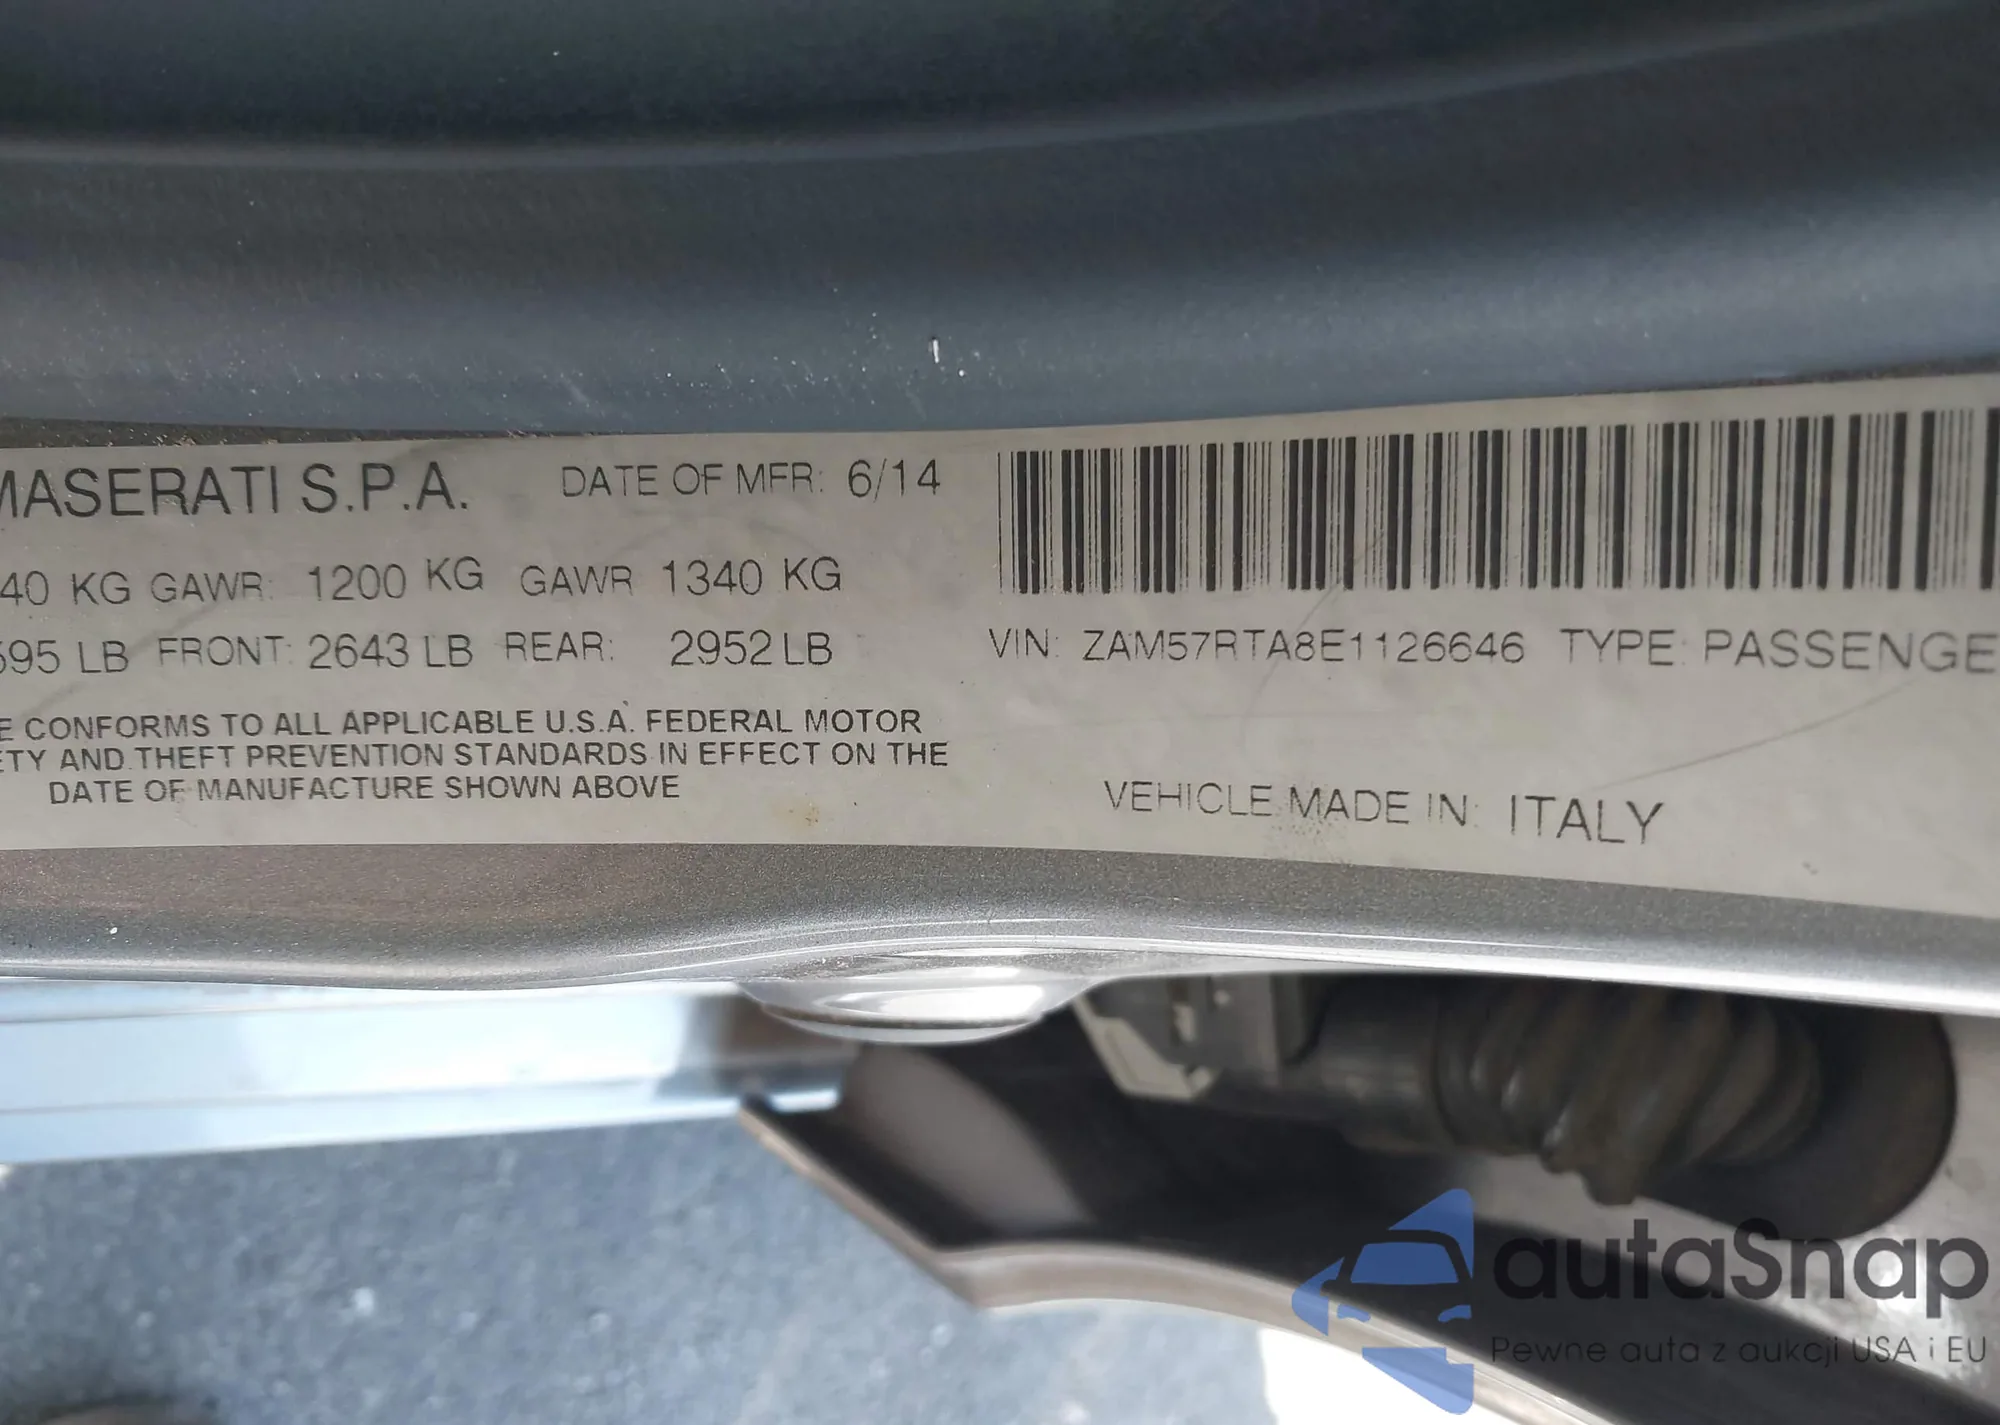 MASERATI S.P.A. DATE OF MFR: 6/14
40 KG GAWR: 1200 KG GAWR 1340 KG
595 LB FRONT: 2643 LB REAR: 2952 LB
VIN: ZAM57RTA8E1126646 TYPE: PASSENGE
E CONFORMS TO ALL APPLICABLE U.S.A. FEDERAL MOTOR
ETY AND THEFT PREVENTION STANDARDS IN EFFECT ON THE
DATE OF MANUFACTURE SHOWN ABOVE
VEHICLE MADE IN: ITALY
autaSnap
Pewne auta z aukcji USA i EU